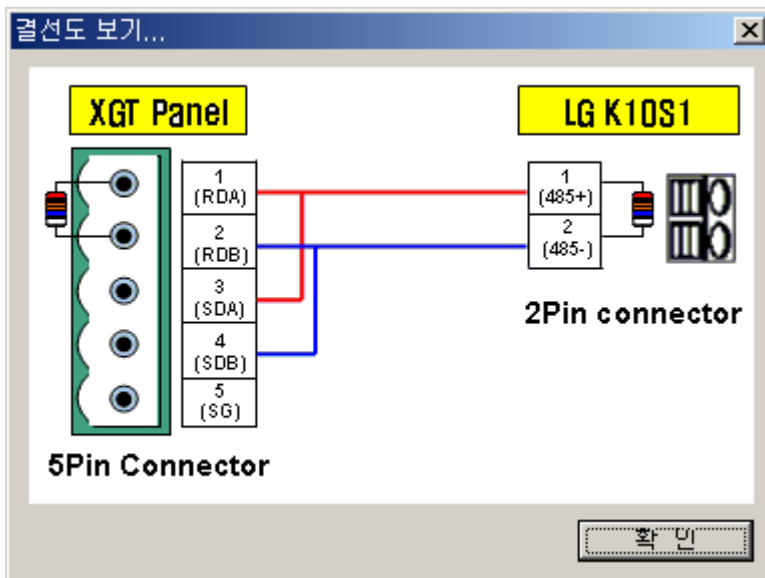 결선도 보기...
XGT Panel
LG K10S1
1
(RDA)
2
(RDB)
3
(SDA)
4
(SDB)
5
(SG)
1
(485+)
2
(485-)
2Pin connector
5Pin Connector
확 인